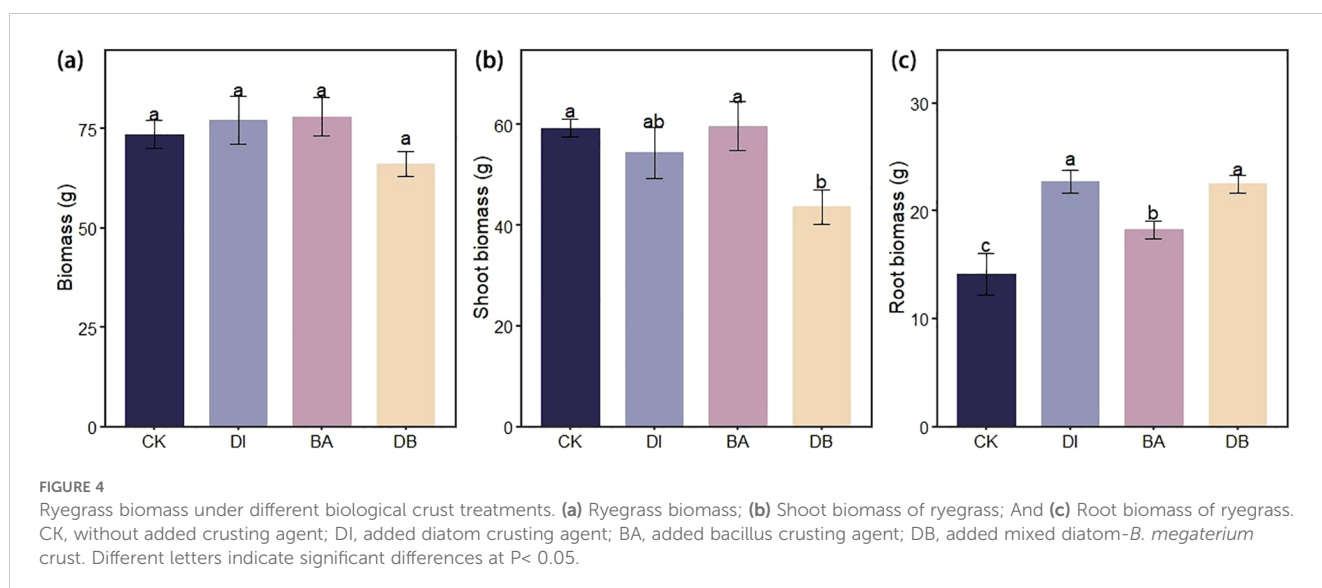 (a)
a
a
a
a
75
50
25
0
Biomass (g)
CK DI BA DB
(b)
a
ab
a
b
60
40
20
0
Shoot biomass (g)
CK DI BA DB
(c)
c
a
b
a
30
20
10
0
Root biomass (g)
CK DI BA DB
FIGURE 4
Ryegrass biomass under different biological crust treatments. (a) Ryegrass biomass; (b) Shoot biomass of ryegrass; And (c) Root biomass of ryegrass.
CK, without added crusting agent; DI, added diatom crusting agent; BA, added bacillus crusting agent; DB, added mixed diatom-B. megaterium
crust. Different letters indicate significant differences at P< 0.05.